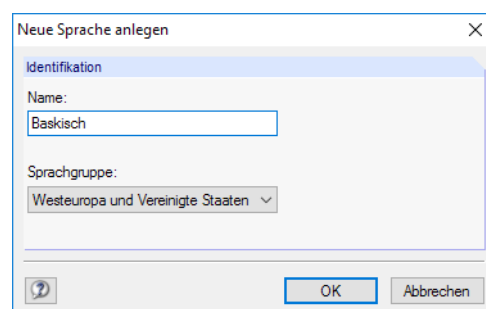 Neue Sprache anlegen
Identifikation
Name:
Baskisch
Sprachgruppe:
Westeuropa und Vereinigte Staaten
OK Abbrechen